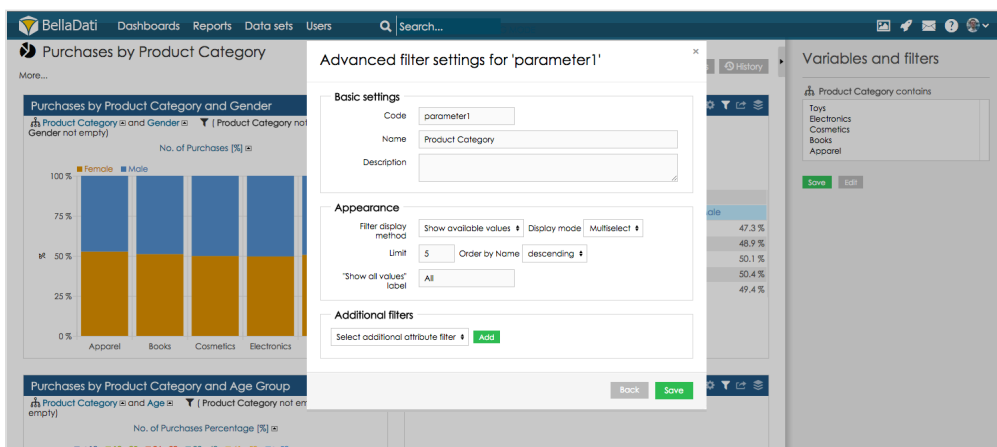 BellaDati Dashboards Reports Data sets Users Search...
Purchases by Product Category
More...
History
Purchases by Product Category and Gender
Product Category and Gender ( Product Category not
Gender not empty)
No. of Purchases [%]
Female Male
100 %
75 %
50 %
25 %
0 %
Apparel Books Cosmetics Electronics
47.3 %
48.9 %
50.1 %
50.4 %
49.4 %
Purchases by Product Category and Age Group
Product Category and Age ( Product Category not em
empty)
No. of Purchases Percentage [%]
Advanced filter settings for 'parameter1'
Basic settings
Code parameter1
Name Product Category
Description
Appearance
Filter display method Show available values Display mode Multiselect
Limit 5 Order by Name descending
"Show all values" label All
Additional filters
Select additional attribute filter Add
Back Save
Variables and filters
Product Category contains
Toys
Electronics
Cosmetics
Books
Apparel
Save Edit